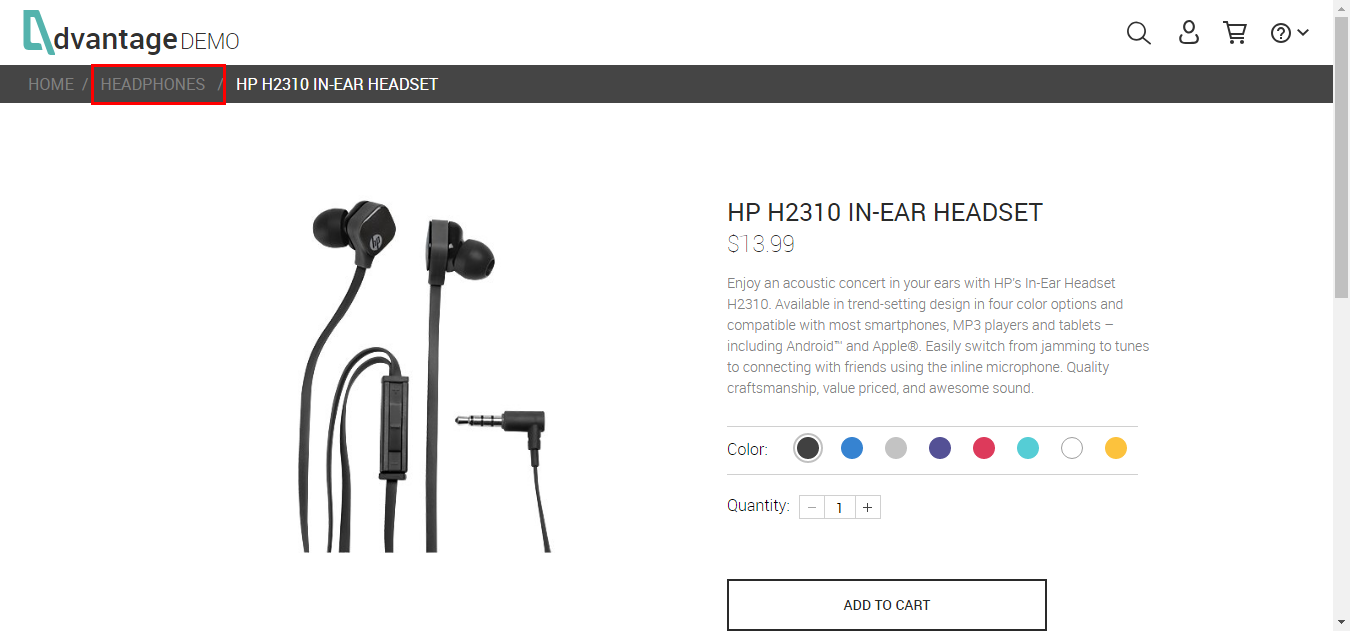 dvantage DEMO
HOME / HEADPHONES / HP H2310 IN-EAR HEADSET
hp
HP H2310 IN-EAR HEADSET
$13.99
Enjoy an acoustic concert in your ears with HP's In-Ear Headset
H2310. Available in trend-setting design in four color options and
compatible with most smartphones, MP3 players and tablets –
including Android™ and Apple®. Easily switch from jamming to tunes
to connecting with friends using the inline microphone. Quality
craftsmanship, value priced, and awesome sound.
Color:
Quantity: − 1 +
ADD TO CART